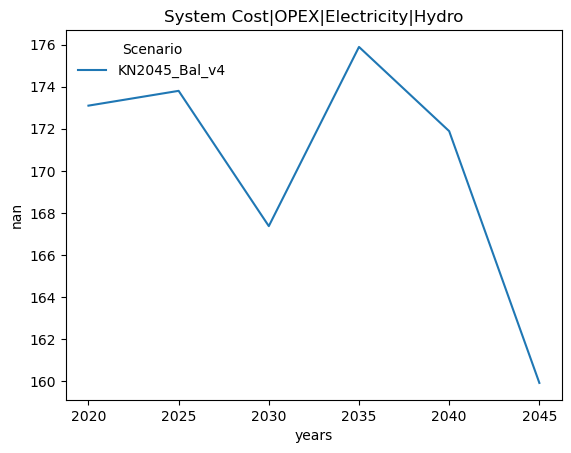 System Cost|OPEX|Electricity|Hydro
Scenario
KN2045_Bal_v4
176
174
172
170
168
166
164
162
160
nan
2020 2025 2030 2035 2040 2045
years